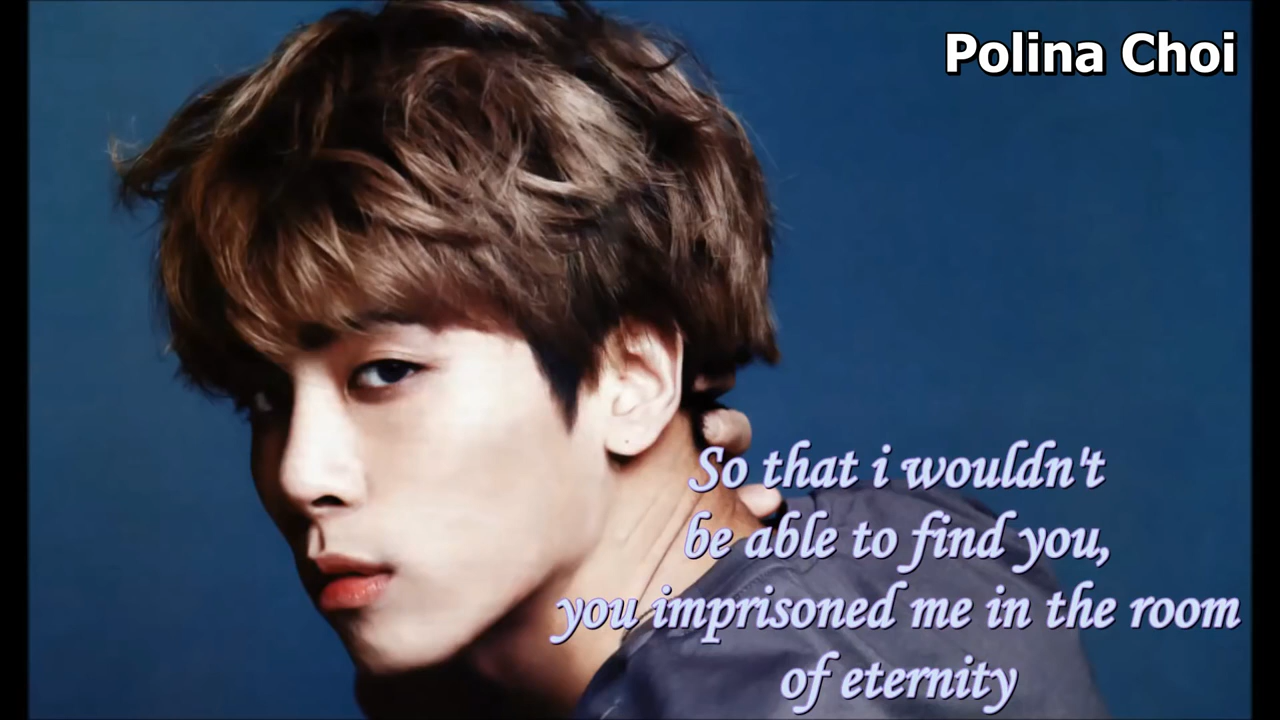 Polina Choi
So that i wouldn't
be able to find you,
you imprisoned me in the room
of eternity